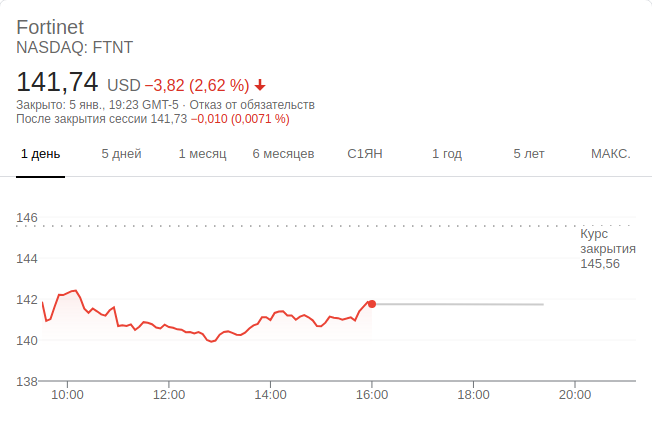 Fortinet
NASDAQ: FTNT
141,74 USD −3,82 (2,62 %)
Закрыто: 5 янв., 19:23 GMT-5 · Отказ от обязательств
После закрытия сессии 141,73 −0,010 (0,0071 %)
1 день 5 дней 1 месяц 6 месяцев С1ЯН 1 год 5 лет МАКС.
146
Курс
закрытия
145,56
144
142
140
138
10:00 12:00 14:00 16:00 18:00 20:00